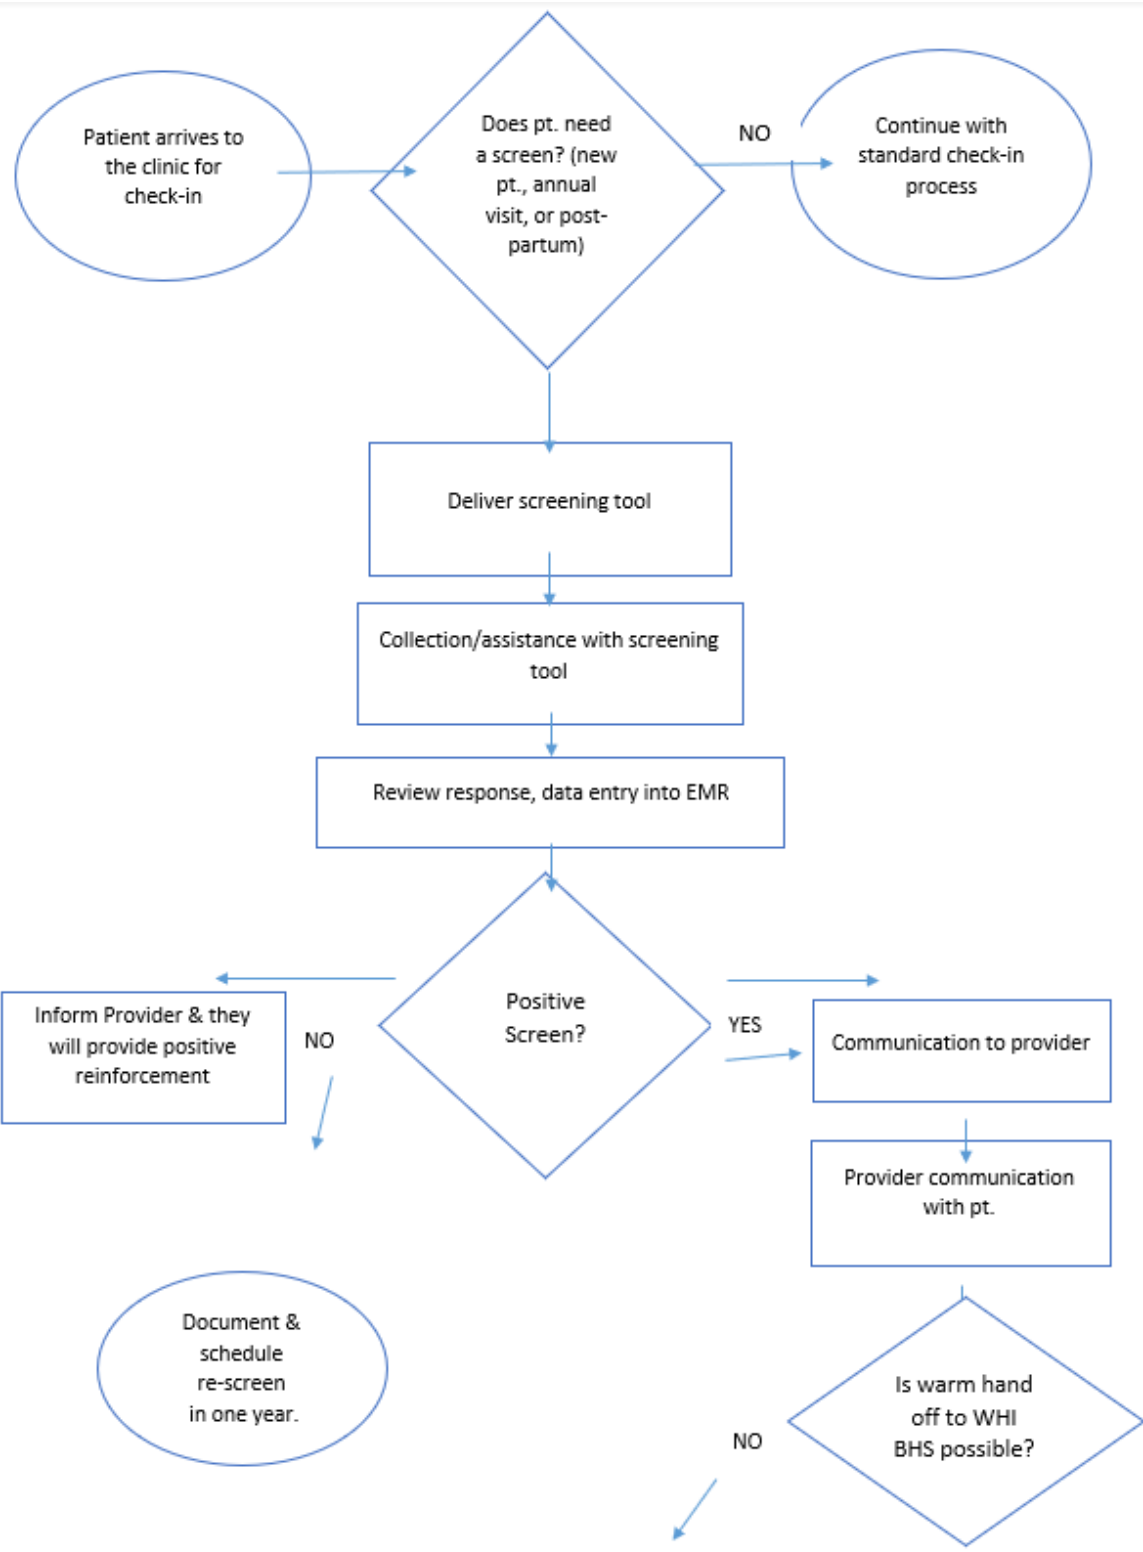 Patient arrives to
the clinic for
check-in
Does pt. need
a screen? (new
pt., annual
visit, or post-
partum)
NO
Continue with
standard check-in
process
Deliver screening tool
Collection/assistance with screening
tool
Review response, data entry into EMR
Positive
Screen?
Inform Provider & they
will provide positive
reinforcement
NO
YES
Communication to provider
Provider communication
with pt.
Document &
schedule
re-screen
in one year.
Is warm hand
off to WHI
BHS possible?
NO